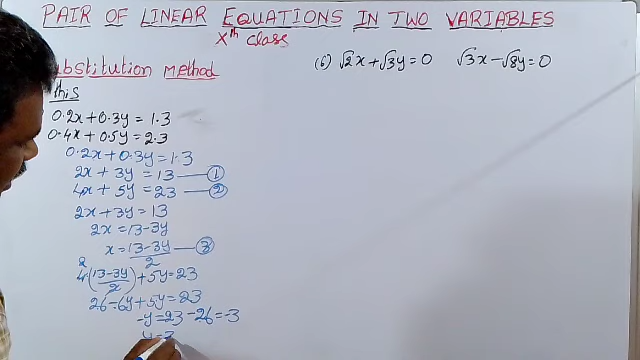 PAIR OF LINEAR EQUATIONS IN TWO VARIABLES
Xth class
Substitution method
this
0.2x+0.3y=1.3
0.4x+0.5y=2.3
0.2x+0.3y=1.3
2x+3y=13—①
4x+5y=23—②
2x+3y=13
2x=13-3y
x=(13-3y)/2—③
2
4((13-3y)/2)+5y=23
26-6y+5y=23
-y=23-26=-3
y=3
(6) √2x+√3y=0 √3x-√8y=0